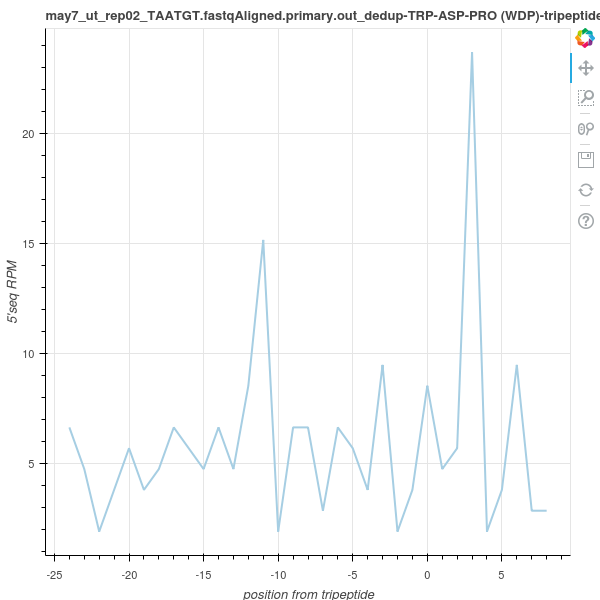 may7_ut_rep02_TAATGT.fastqAligned.primary.out_dedup-TRP-ASP-PRO (WDP)-tripeptide
20
15
10
5
5'seq RPM
-25 -20 -15 -10 -5 0 5
position from tripeptide